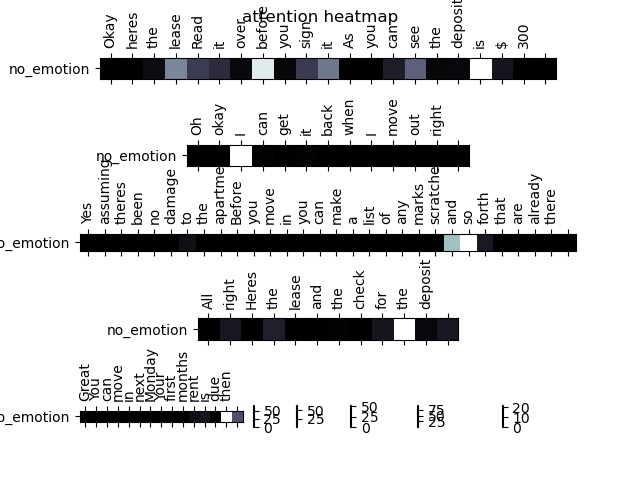 attention heatmap
Okay heres the lease Read it over before you sign it As you can see the deposit is $ 300
no_emotion
Oh okay I can get it back when I move out right
no_emotion
Yes assuming theres been no damage to the apartme Before you move in you can make a list of any marks scratche and so forth that are already there
o_emotion
All right Heres the lease and the check for the deposit
no_emotion
Great You can move in next Monday Your first months rent is due then
o_emotion
50 50 50 75 20
25 25 25 50 10
0 0 25 0